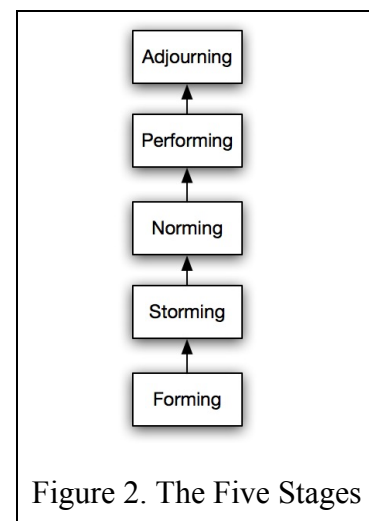 Adjourning
Performing
Norming
Storming
Forming
Figure 2. The Five Stages